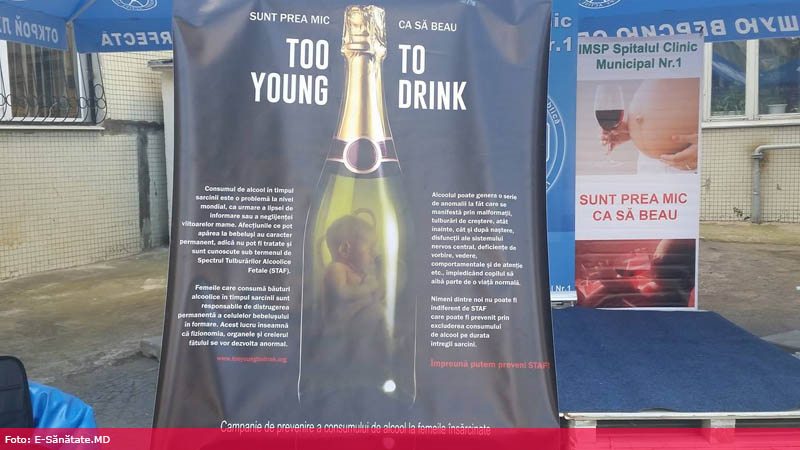 SUNT PREA MIC
CA SĂ BEAU
TOO
YOUNG
TO
DRINK
Consumul de alcool în timpul
sarcinii este o problemă la nivel
mondial, ca urmare a lipsei de
informare sau a neglijenței
viitoarelor mame. Afecțiunile ce pot
apărea la bebeluși au caracter
permanent, adică nu pot fi tratate și
sunt cunoscute sub termenul de
Spectrul Tulburărilor Alcoolice
Fetale (STAF).
Femeile care consumă băuturi
alcoolice în timpul sarcinii sunt
responsabile de distrugerea
permanentă a celulelor bebelușului
în formare. Acest lucru înseamnă
că fizionomia, organele și creierul
fătului se vor dezvolta anormal.
www.tooyoungtodrink.org
Alcoolul poate genera o serie
de anomalii la făt care se
manifestă prin malformații,
tulburări de creștere, atât
înainte, cât și după naștere,
disfuncții ale sistemului
nervos central, deficiențe de
vorbire, vedere,
comportamentale și de atenție
etc., împiedicând copilul să
aibă parte de o viață normală.
Nimeni dintre noi nu poate fi
indiferent de STAF
care poate fi prevenit prin
excluderea consumului
de alcool pe durata
întregii sarcini.
Împreună putem preveni STAF!
Campanie de prevenire a consumului de alcool la femeile însărcinate
IMSP Spitalul Clinic
Municipal Nr.1
SUNT PREA MIC
CA SĂ BEAU
Nr.1
Foto: E-Sănătate.MD